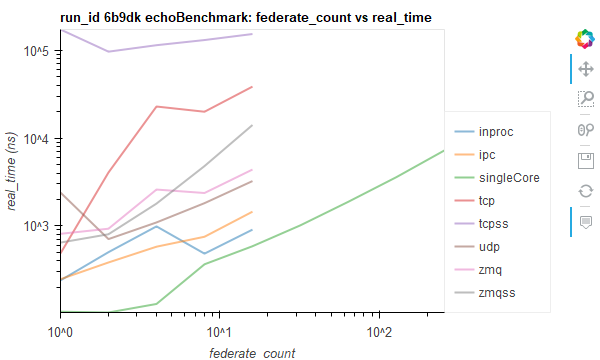 run_id 6b9dk echoBenchmark: federate_count vs real_time
10^5
10^4
10^3
real_time (ns)
10^0
10^1
10^2
federate_count
inproc
ipc
singleCore
tcp
tcpss
udp
zmq
zmqss